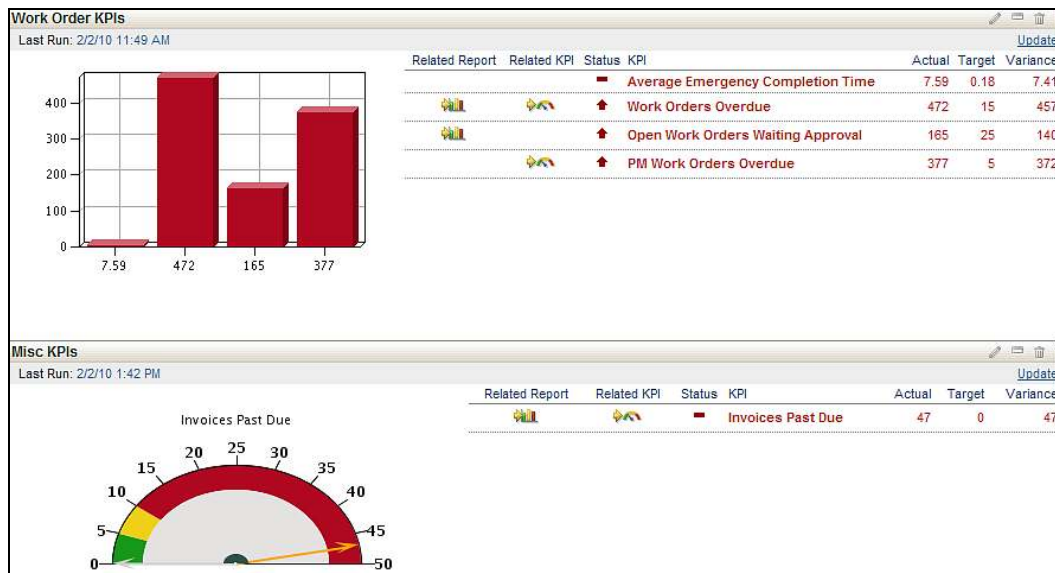 Work Order KPIs
Last Run: 2/2/10 11:49 AM
Update
Related Report Related KPI Status KPI Actual Target Variance
Average Emergency Completion Time 7.59 0.18 7.41
Work Orders Overdue 472 15 457
Open Work Orders Waiting Approval 165 25 140
PM Work Orders Overdue 377 5 372
400
300
200
100
0
7.59 472 165 377
Misc KPIs
Last Run: 2/2/10 1:42 PM
Update
Related Report Related KPI Status KPI Actual Target Variance
Invoices Past Due 47 0 47
Invoices Past Due
0 5 10 15 20 25 30 35 40 45 50